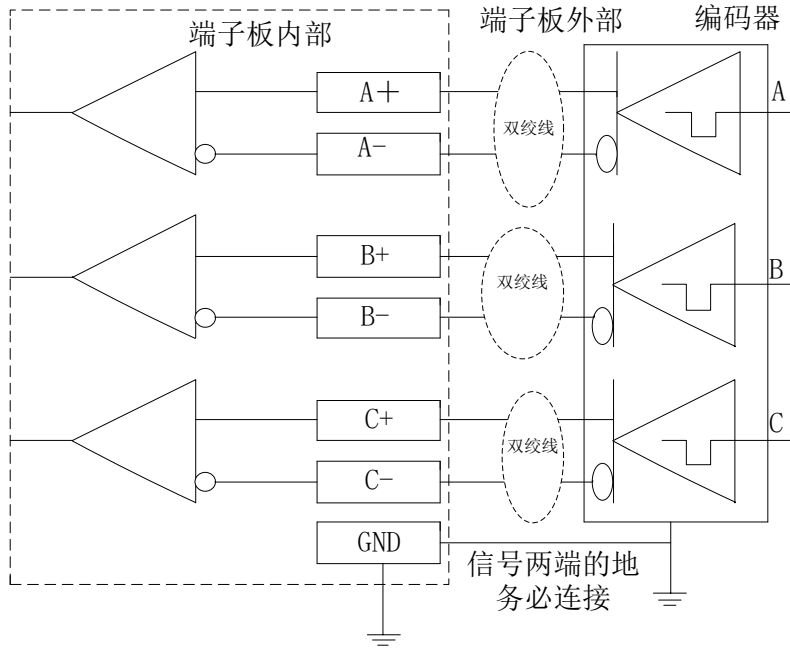 端子板内部
端子板外部
编码器
A+
双绞线
A
A-
B+
双绞线
B
B-
C+
双绞线
C
C-
GND
信号两端的地
务必连接